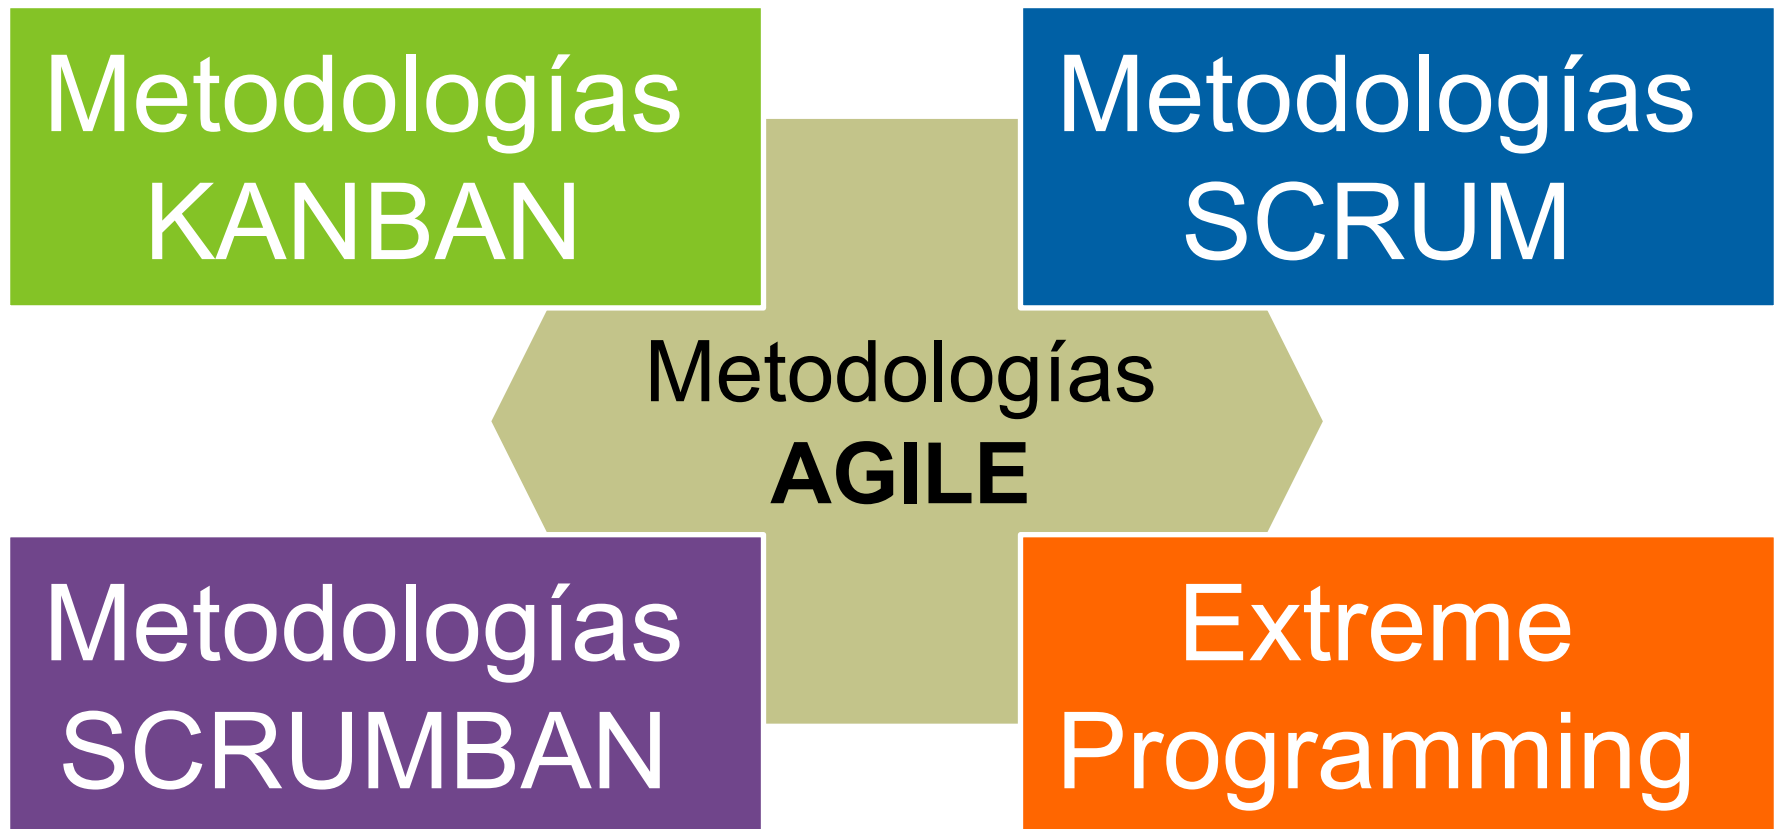 Metodologías
KANBAN
Metodologías
SCRUM
Metodologías
AGILE
Metodologías
SCRUMBAN
Extreme
Programming